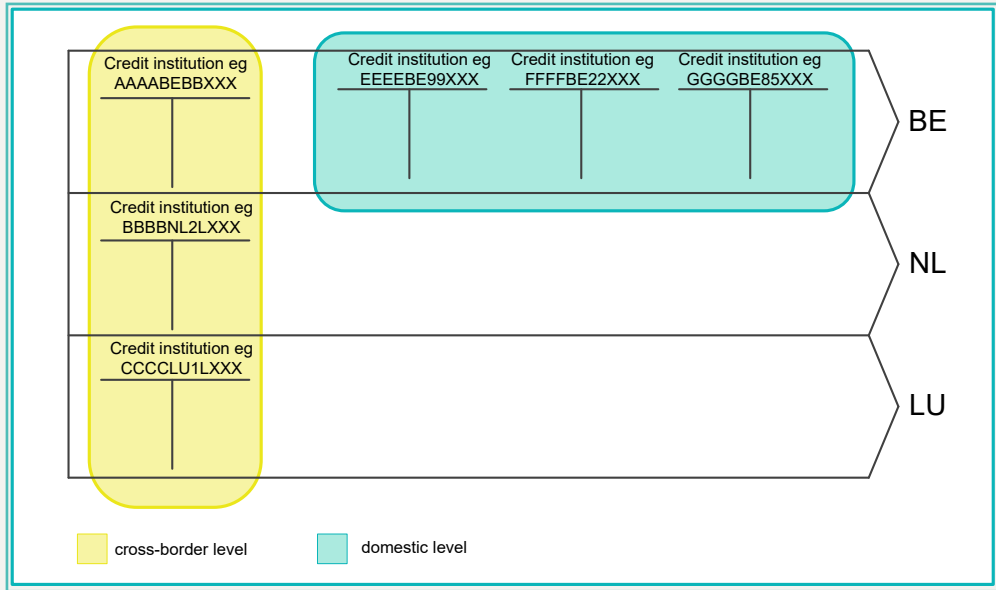 Credit institution eg
AAAABEBBXXX
Credit institution eg
EEEEBE99XXX
Credit institution eg
FFFFBE22XXX
Credit institution eg
GGGGBE85XXX
BE
Credit institution eg
BBBBNL2LXXX
NL
Credit institution eg
CCCCLU1LXXX
LU
cross-border level
domestic level